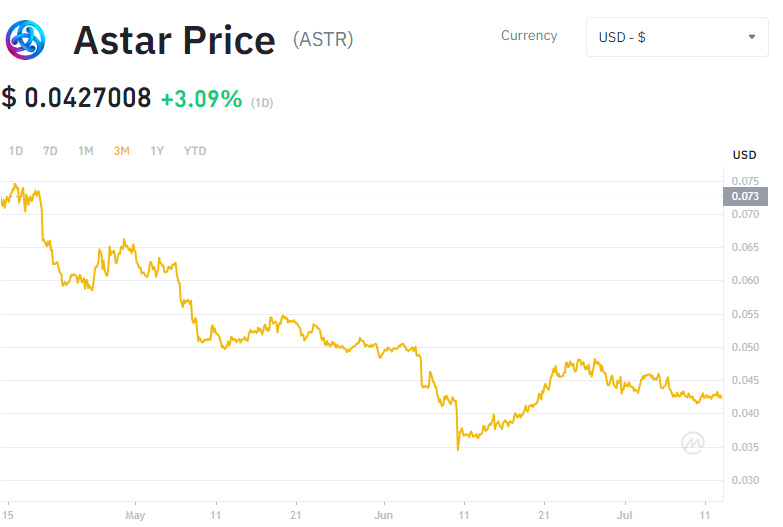 Astar Price (ASTR)
Currency
USD - $
$ 0.0427008 +3.09% (1D)
1D 7D 1M 3M 1Y YTD
USD
0.075
0.073
0.070
0.065
0.060
0.055
0.050
0.045
0.040
0.035
0.030
15 May 11 21 Jun 11 21 Jul 11